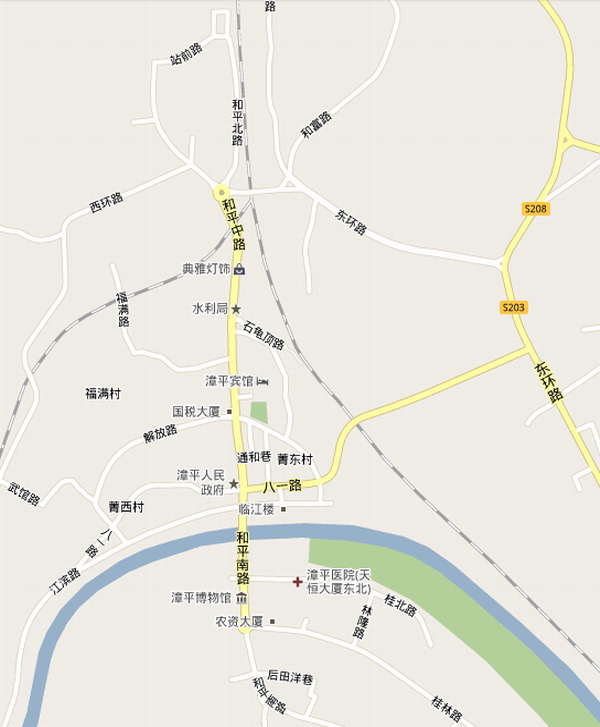 路
站前路
和平北路
和富路
西环路
和平中路
东环路
S208
典雅灯饰
S203
福满路
水利局
石龟顶路
东环路
漳平宾馆
福满村
国税大厦
解放路
通和巷
菁东村
漳平人民
政府
八一路
武馆路
菁西村
临江楼
八一路
和平南路
江滨路
漳平医院(天
恒大厦东北)
漳平博物馆
桂北路
林隆路
农资大厦
后田洋巷
桂林路